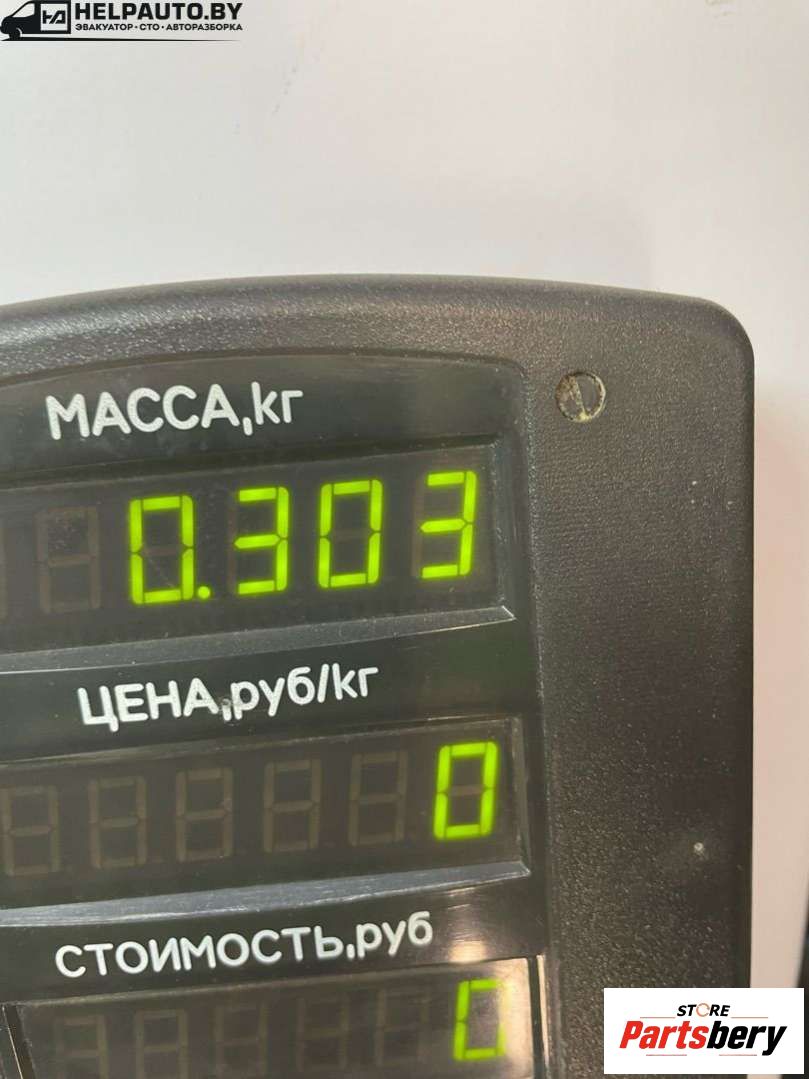 HELPAUTO.BY
ЭВАКУАТОР·СТО·АВТОРАЗБОРКА
МАССА,кг
0.303
ЦЕНА,руб/кг
0
СТОИМОСТЬ,руб
0
STORE
Partsbery